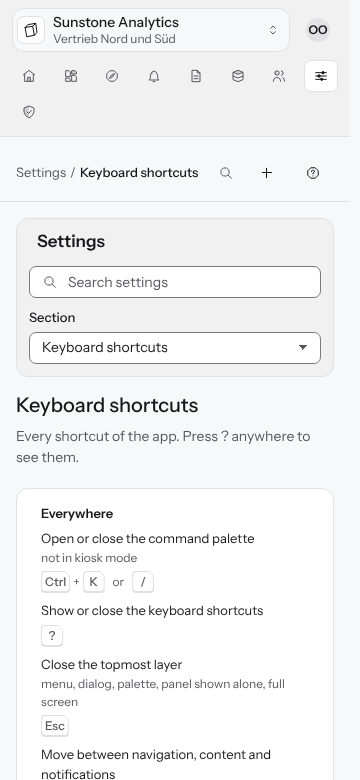 Sunstone Analytics
Vertrieb Nord und Süd
OO
Settings / Keyboard shortcuts
Settings
Search settings
Section
Keyboard shortcuts
Keyboard shortcuts
Every shortcut of the app. Press ? anywhere to
see them.
Everywhere
Open or close the command palette
not in kiosk mode
Ctrl + K or /
Show or close the keyboard shortcuts
?
Close the topmost layer
menu, dialog, palette, panel shown alone, full
screen
Esc
Move between navigation, content and
notifications